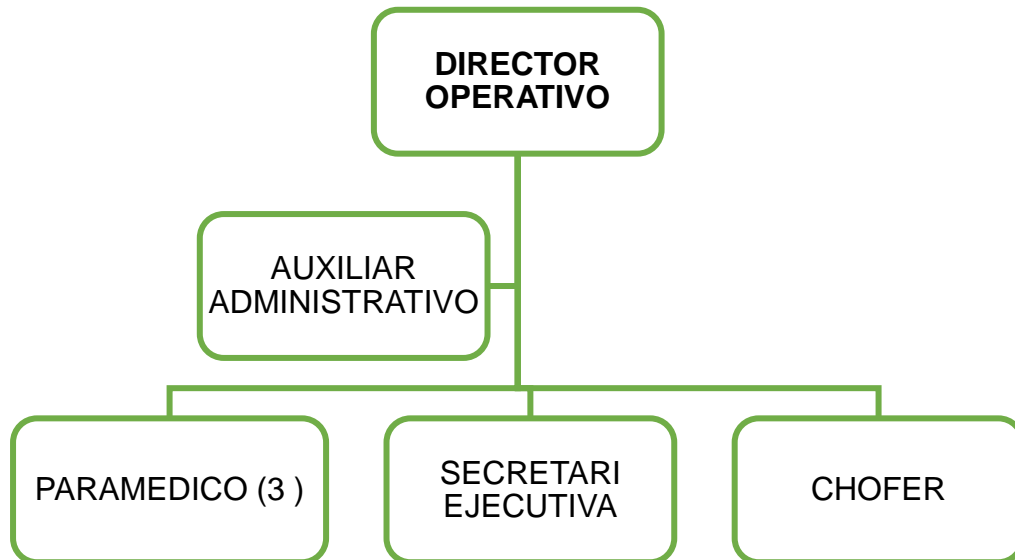 DIRECTOR
OPERATIVO
AUXILIAR
ADMINISTRATIVO
PARAMEDICO (3 )
SECRETARI
EJECUTIVA
CHOFER